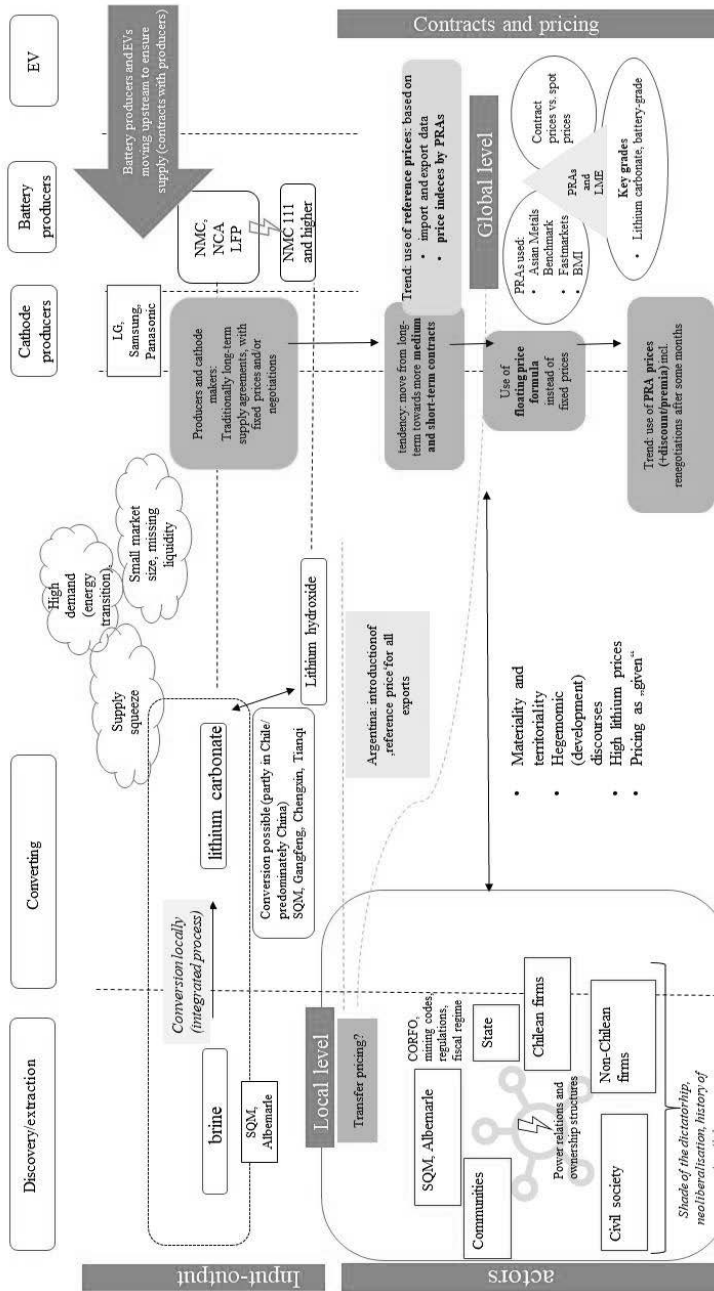 Discovery/extraction
Converting
Cathode
producers
Battery
producers
EV
Input-output
brine
SQM,
Albemarle
Conversion locally
(integrated process)
lithium carbonate
Conversion possible (partly in Chile/
predominately China)
SQM, Gangfeng, Chengxin, Tianqi
Lithium hydroxide
Supply
squeeze
High
demand
(energy
transition),
Small market
size, missing
liquidity
LG,
Samsung,
Panasonic
NMC,
NCA
LFP
NMC 111
and higher
Battery producers and EVs
moving upstream to ensure
supply (contracts with producers)
Producers and cathode
makers:
Traditionally long-term
supply agreements, with
fixed prices and/or
negotiations
Local level
Transfer pricing?
Argentina: introductionof
‚reference price'for all
exports
actors
SQM, Albemarle
CORFO,
mining codes,
regulations,
fiscal regime
State
Communities
Chilean firms
Power relations and
ownership structures
Civil society
Non-Chilean
firms
Shade of the dictatorhip,
neoliberalisation, history of
• Materiality and
territoriality
• Hegemomic
(development)
discourses
• High lithium prices
• Pricing as „given“
Contracts and pricing
tendency: move from long-
term towards more medium
and short-term contracts
Trend: use of reference prices: based on
• import and export data
• price indeces by PRAs
Global level
Use of
floating price
formula
instead of
fixed prices
PRAs used:
• Asian Metals
• Benchmark
• Fastmarkets
• BMI
Contract
prices vs. spot
prices
PRAs
and
LME
Key grades
• Lithium carbonate, battery-grade
Trend: use of PRA prices
(+discount/premia) incl.
renegotiations after some months